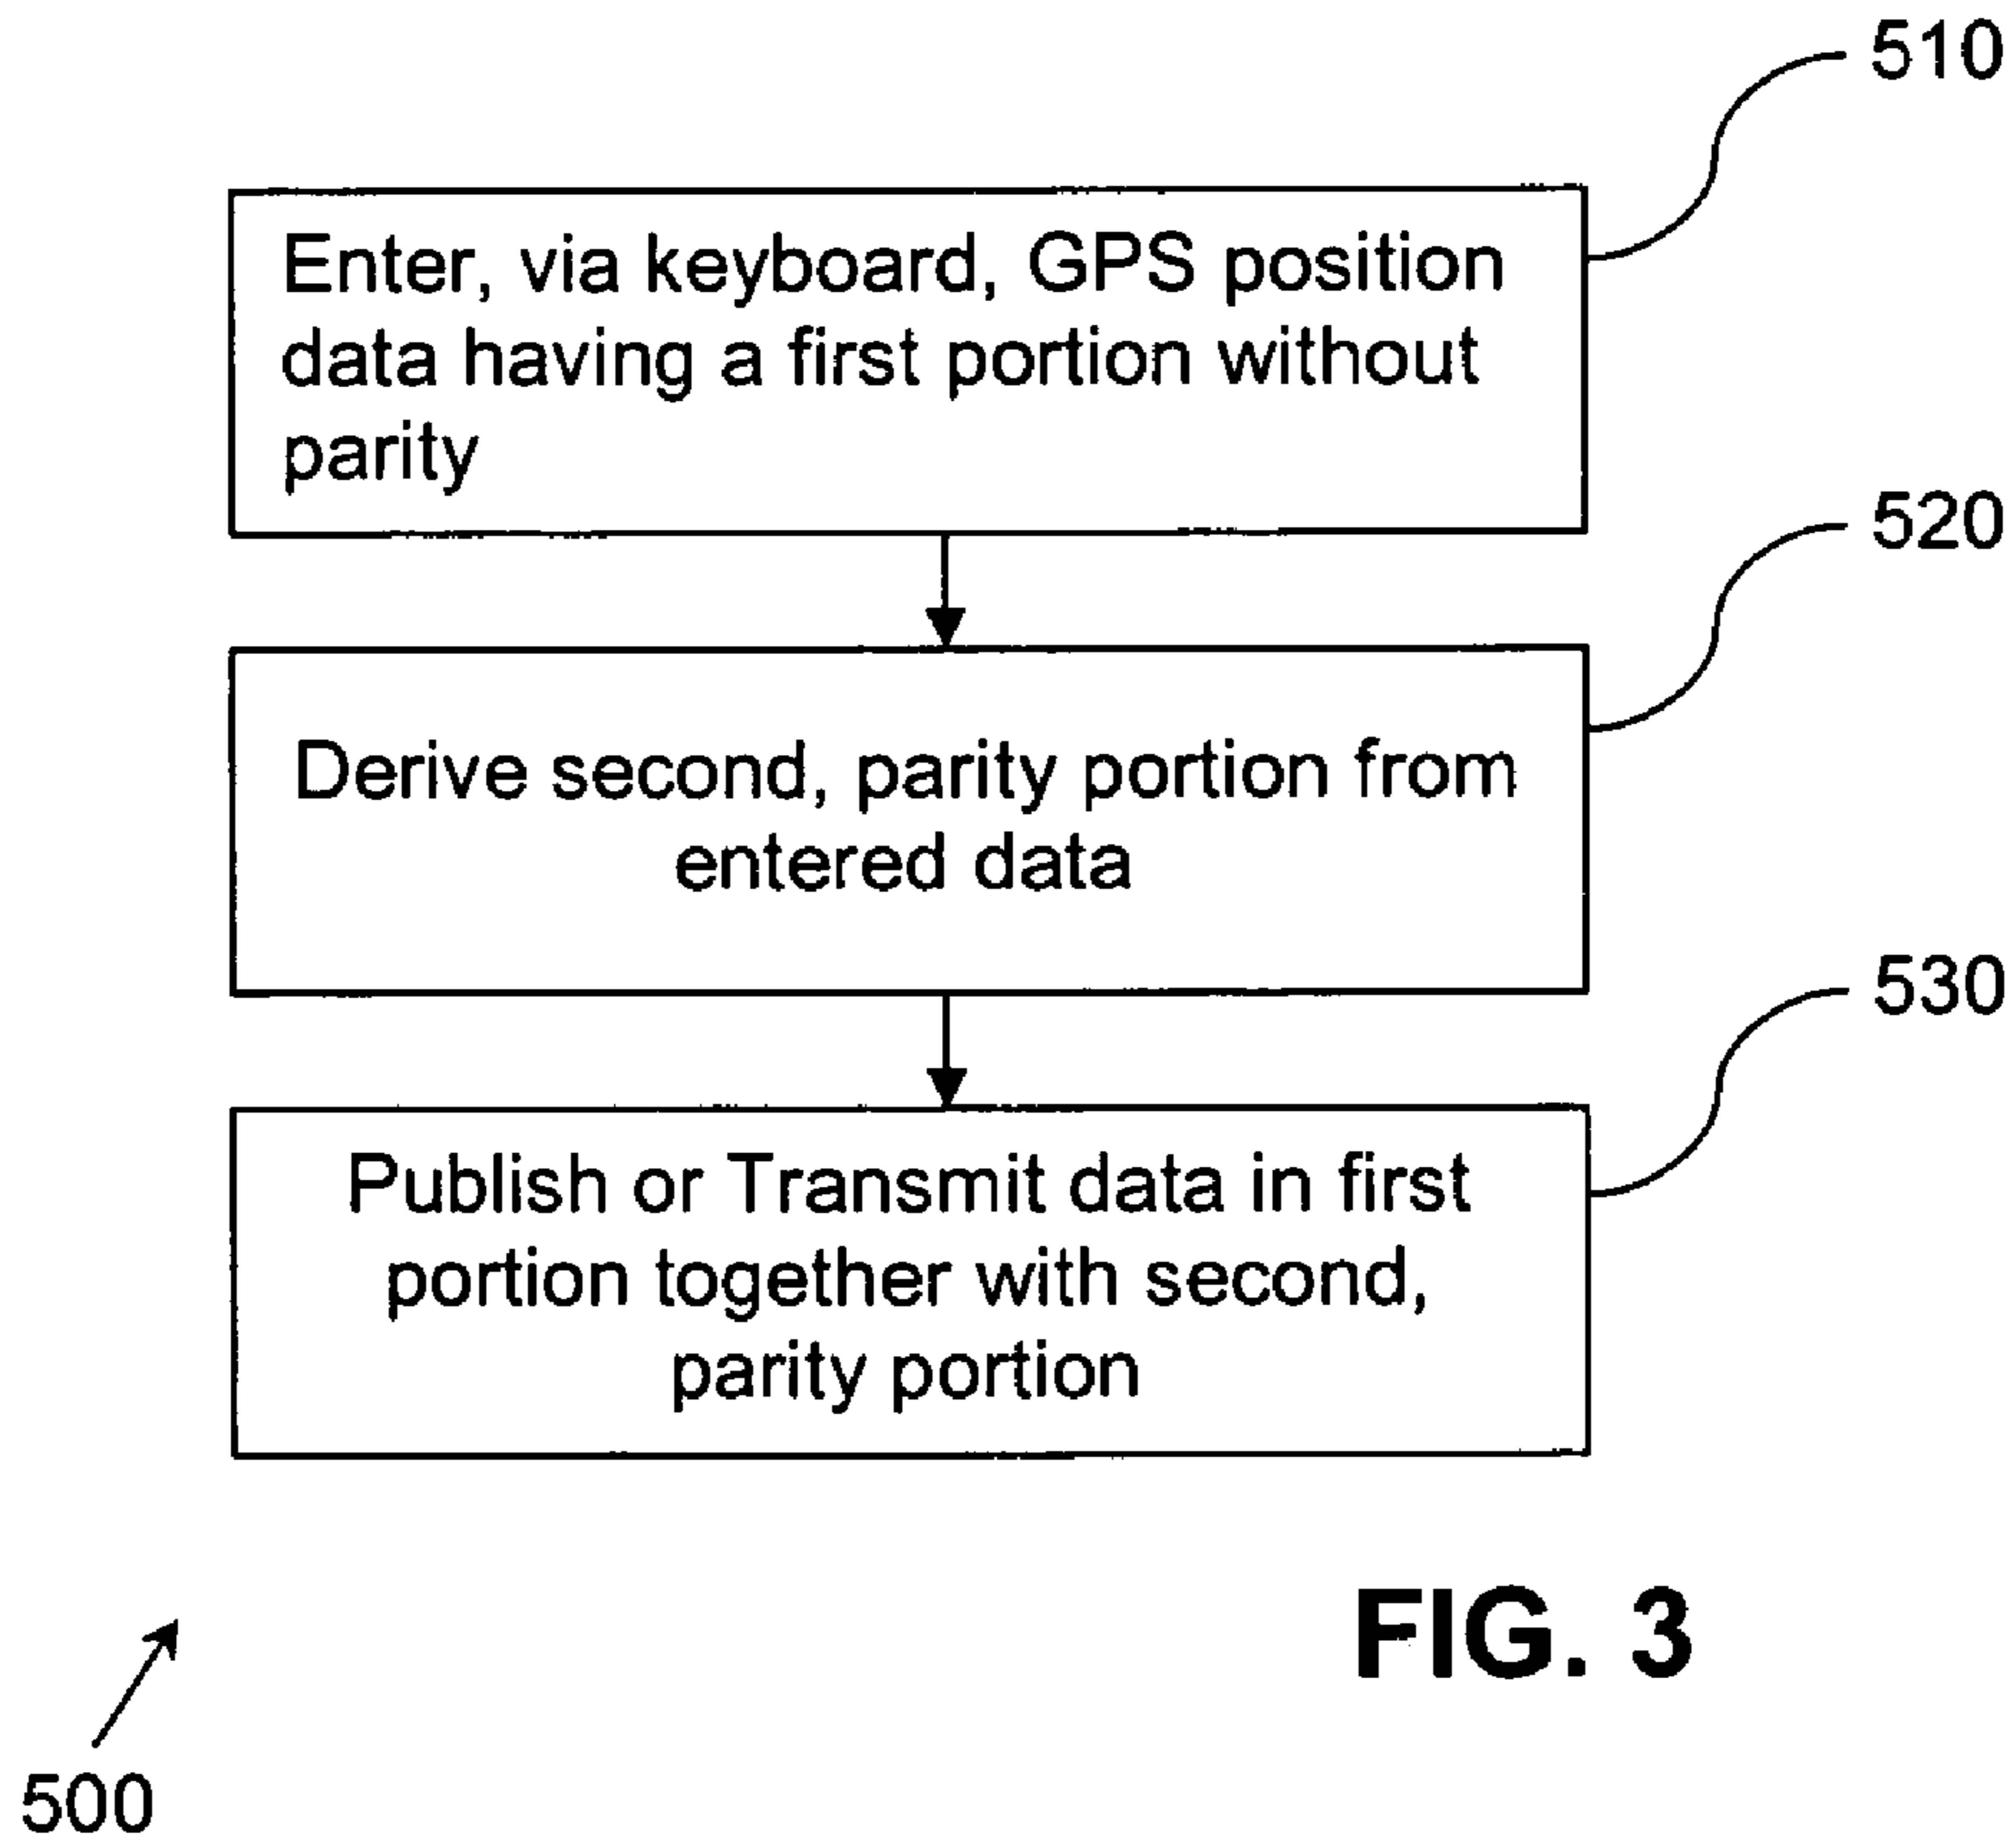 510
Enter, via keyboard, GPS position
data having a first portion without
parity
520
Derive second, parity portion from
entered data
530
Publish or Transmit data in first
portion together with second,
parity portion
FIG. 3
500